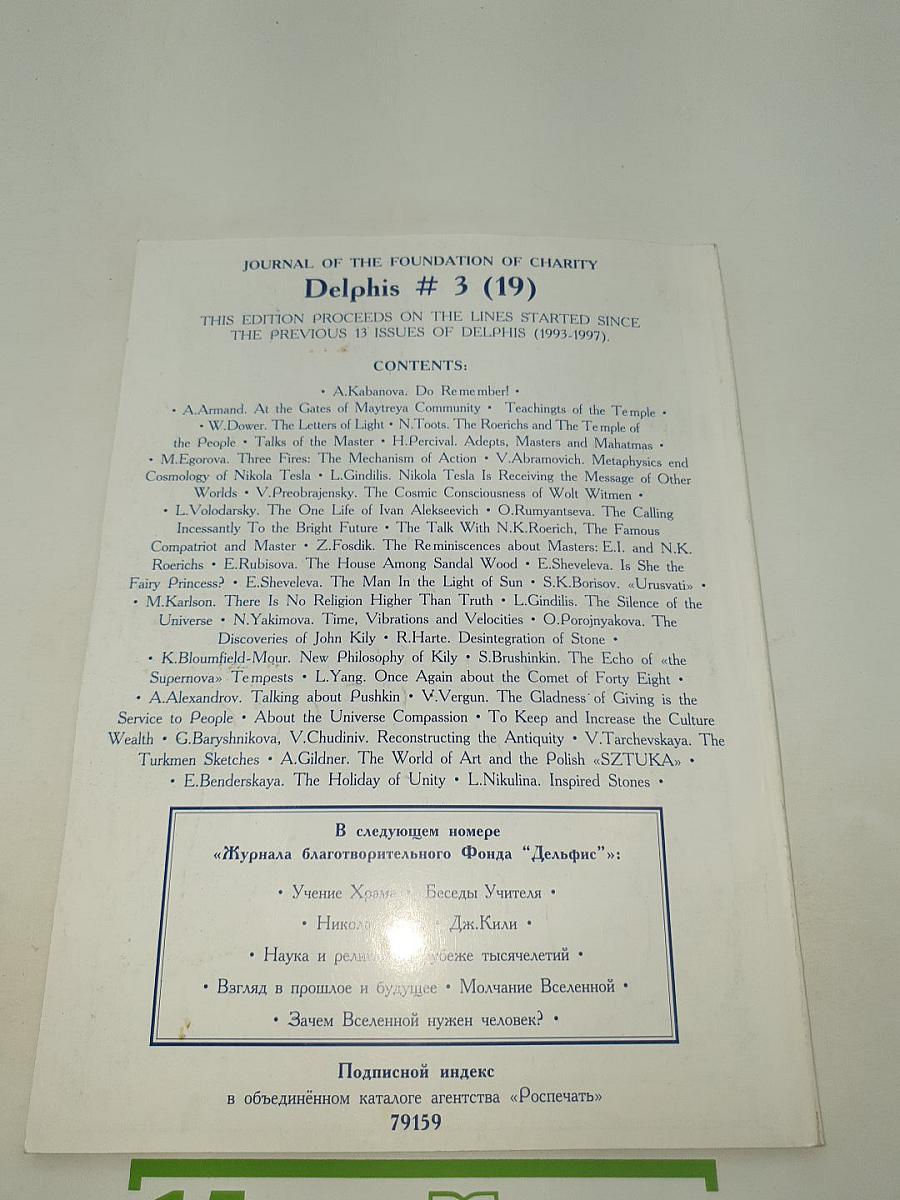 JOURNAL OF THE FOUNDATION OF CHARITY
Delphis # 3 (19)
THIS EDITION PROCEEDS ON THE LINES STARTED SINCE
THE PREVIOUS 13 ISSUES OF DELPHIS (1993-1997).
CONTENTS:
• A.Kabanova. Do Remember! •
• A.Armand. At the Gates of Maytreya Community • Teachingts of the Temple •
• W.Dower. The Letters of Light • N.Toots. The Roerichs and The Temple of
the People • Talks of the Master • H.Percival. Adepts, Masters and Mahatmas •
• M.Egorova. Three Fires: The Mechanism of Action • V.Abramovich. Metaphysics end
Cosmology of Nikola Tesla • L.Gindilis. Nikola Tesla Is Receiving the Message of Other
Worlds • V.Preobrajensky. The Cosmic Consciousness of Wolt Witmen •
• L.Volodarsky. The One Life of Ivan Alekseevich • O.Rumyantseva. The Calling
Incessantly To the Bright Future • The Talk With N.K.Roerich, The Famous
Compatriot and Master • Z.Fosdik. The Reminiscences about Masters: E.I. and N.K.
Roerichs • E.Rubisova. The House Among Sandal Wood • E.Sheveleva. Is She the
Fairy Princess? • E.Sheveleva. The Man In the Light of Sun • S.K.Borisov. «Urusvati» •
• M.Karlson. There Is No Religion Higher Than Truth • L.Gindilis. The Silence of the
Universe • N.Yakimova. Time, Vibrations and Velocities • O.Porojnyakova. The
Discoveries of John Kily • R.Harte. Desintegration of Stone •
• K.Bloumfield-Mour. New Philosophy of Kily • S.Brushinkin. The Echo of «the
Supernova» Tempests • L.Yang. Once Again about the Comet of Forty Eight •
• A.Alexandrov. Talking about Pushkin • V.Vergun. The Gladness of Giving is the
Service to People • About the Universe Compassion • To Keep and Increase the Culture
Wealth • G.Baryshnikova, V.Chudiniv. Reconstructing the Antiquity • V.Tarchevskaya. The
Turkmen Sketches • A.Gildner. The World of Art and the Polish «SZTUKA» •
• E.Benderskaya. The Holiday of Unity • L.Nikulina. Inspired Stones •
В следующем номере
«Журнала благотворительного Фонда "Дельфис"»:
• Учение Храма • Беседы Учителя •
• Дж.Кили •
• Наука и тысячелетий •
• Взгляд в прошлое и будущее • Молчание Вселенной •
• Зачем Вселенной нужен человек? •
Подписной индекс
в объединённом каталоге агентства «Роспечать»
79159